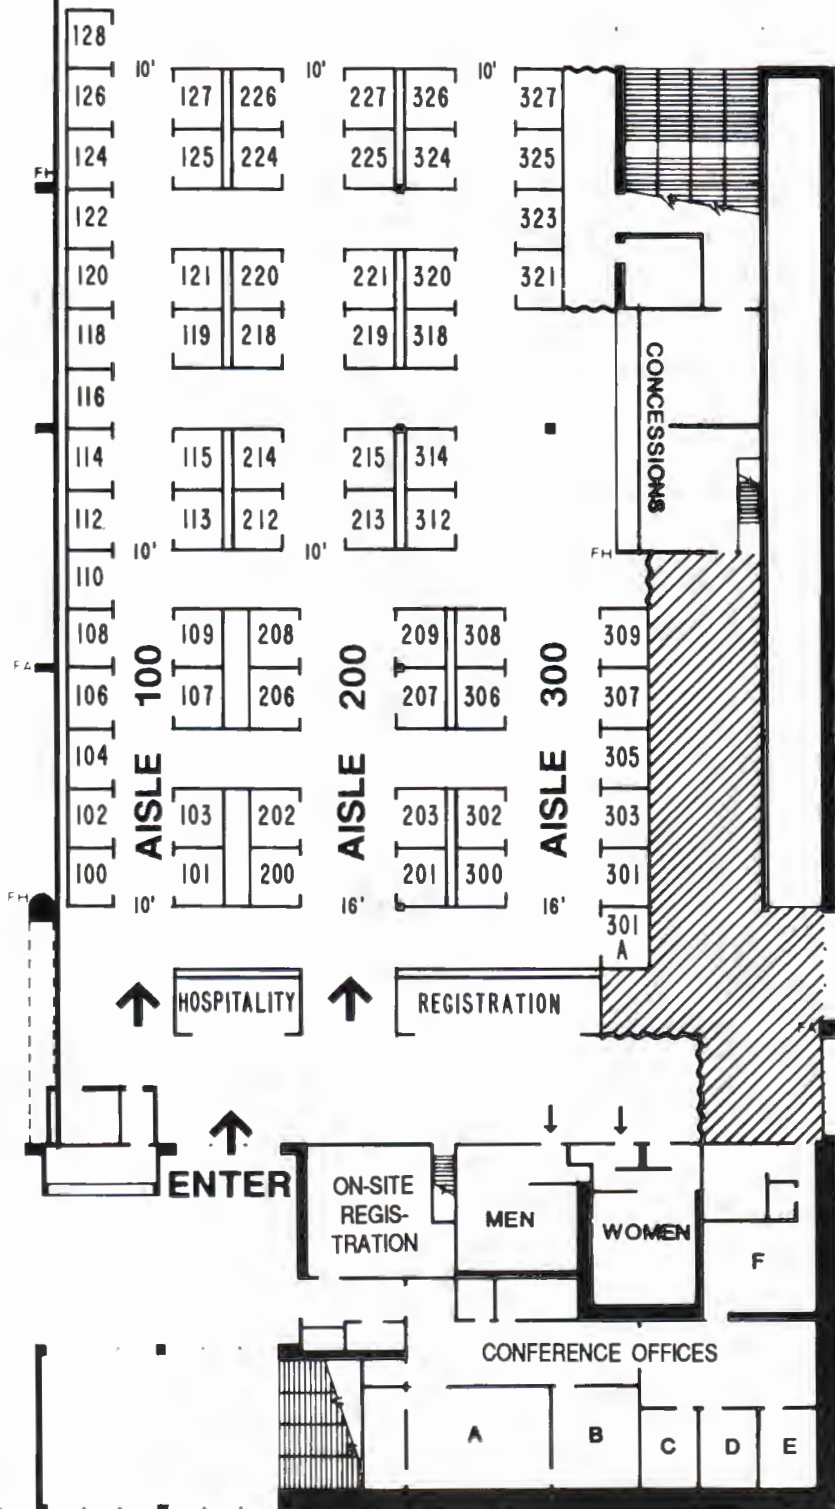 128
10' 10' 10'
126 127 226 227 326 327
124 125 224 225 324 325
FH
122 323
120 121 220 221 320 321
118 119 218 219 318
CONCESSIONS
116
114 115 214 215 314
112 113 212 213 312
10' 10' FH
110
108 109 208 209 308 309
FA
106 107 206 207 306 307
AISLE 100
AISLE 200
AISLE 300
104 305
102 103 202 203 302 303
100 101 200 201 300 301
FH 10' 16' 16'
301
A
HOSPITALITY REGISTRATION
FA
ENTER
ON-SITE
REGIS-
TRATION
MEN
WOMEN
F
CONFERENCE OFFICES
A B C D E